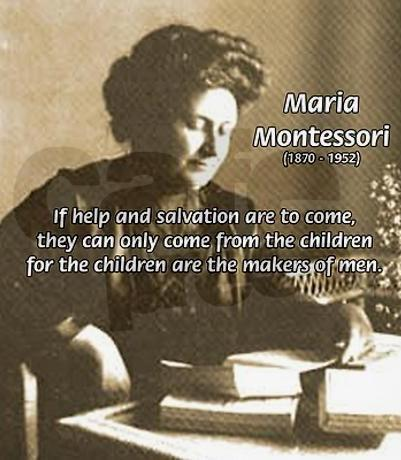 Maria
Montessori
(1870 - 1952)
If help and salvation are to come,
they can only come from the children
for the children are the makers of men.